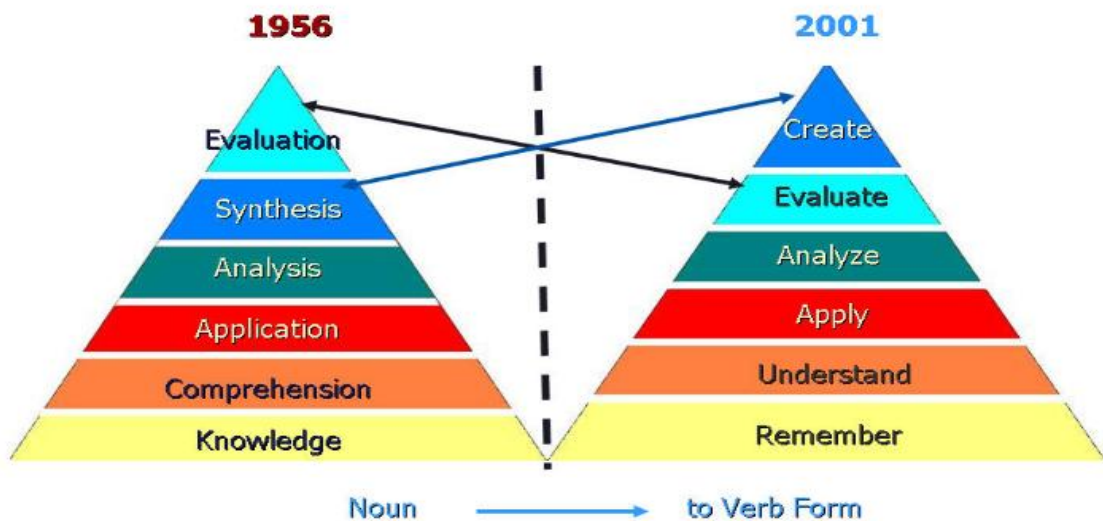 1956
Evaluation
Synthesis
Analysis
Application
Comprehension
Knowledge
2001
Create
Evaluate
Analyze
Apply
Understand
Remember
Noun to Verb Form